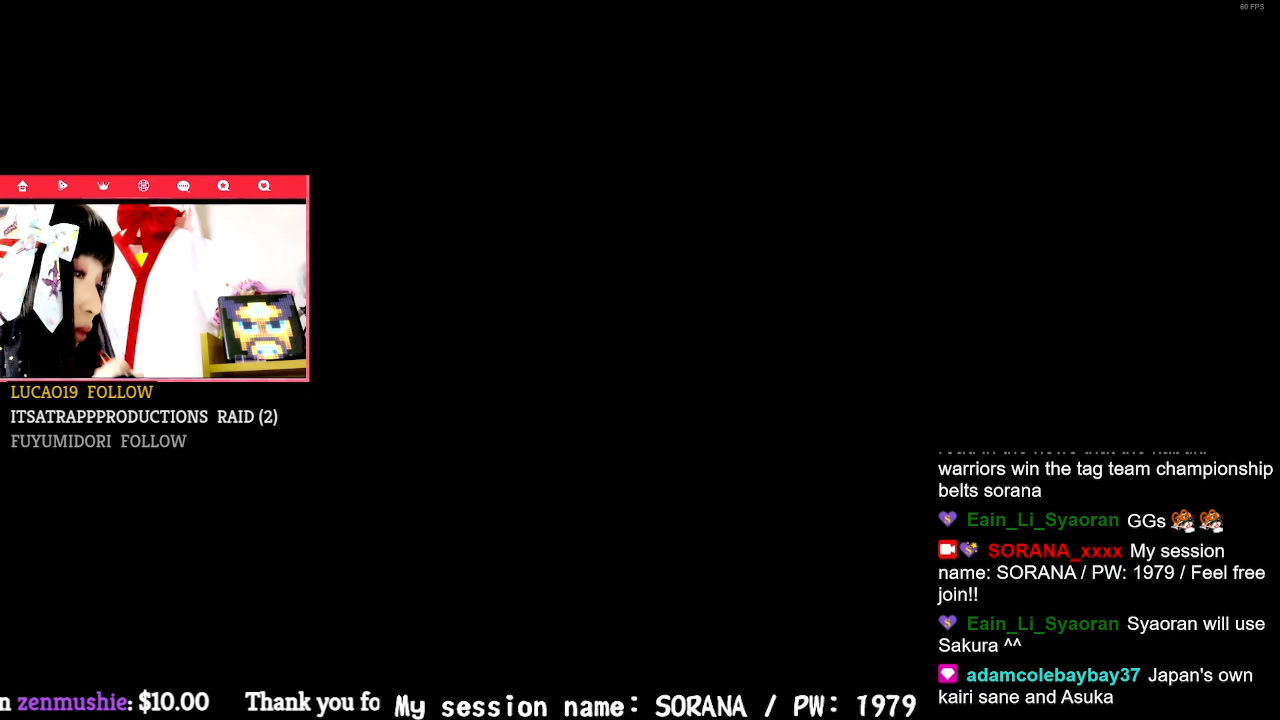 60 FPS
LUCAO19 FOLLOW
ITSATRAPPPRODUCTIONS RAID (2)
FUYUMIDORI FOLLOW
warriors win the tag team championship
belts sorana
Eain_Li_Syaoran GGs
SORANA_xxxx My session
name: SORANA / PW: 1979 / Feel free
join!!
Eain_Li_Syaoran Syaoran will use
Sakura ^^
adamcolebaybay37 Japan's own
kairi sane and Asuka
n zenmushie: $10.00 Thank you fo
My session name: SORANA / PW: 1979